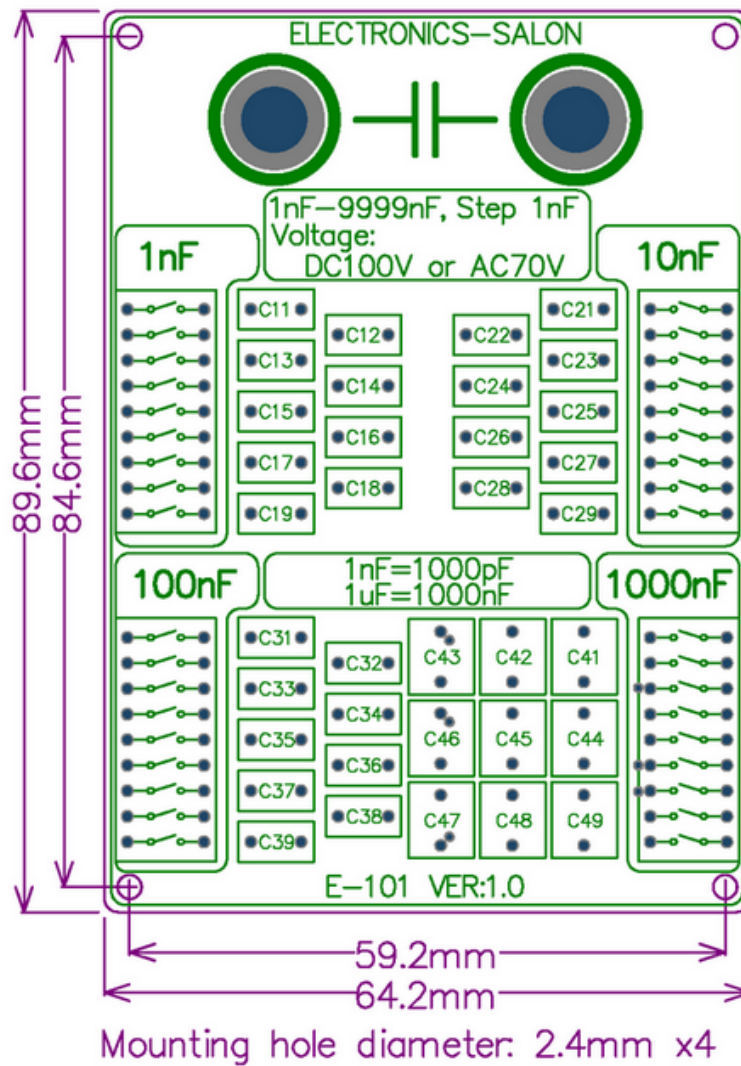 ELECTRONICS-SALON
1nF-9999nF, Step 1nF
Voltage:
DC100V or AC70V
1nF
10nF
C11
C21
C12
C22
C13
C23
C14
C24
C15
C25
C16
C26
C17
C27
C18
C28
C19
C29
89.6mm
84.6mm
100nF
1nF=1000pF
1uF=1000nF
1000nF
C31
C32
C43
C42
C41
C33
C34
C35
C46
C45
C44
C36
C37
C38
C47
C48
C49
C39
E-101 VER:1.0
59.2mm
64.2mm
Mounting hole diameter: 2.4mm x4